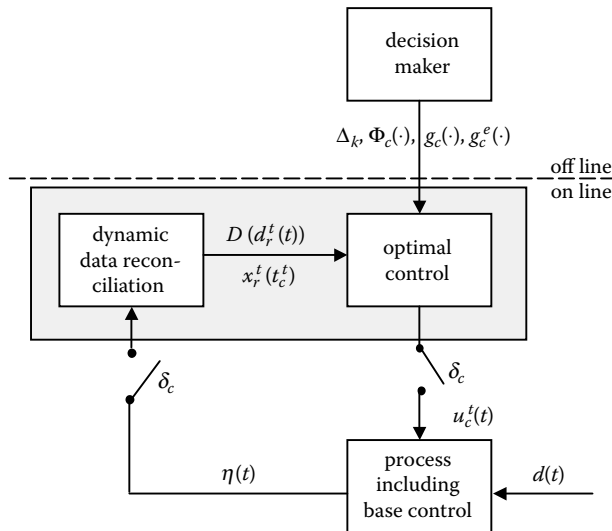 decision
maker
Δₖ, Φ_c(·), g_c(·), g_c^e(·)
off line
on line
dynamic
data recon-
ciliation
D (d_r^t(t))
x_r^t(t_c^t)
optimal
control
δ_c
δ_c
u_c^t(t)
η(t)
process
including
base control
d(t)